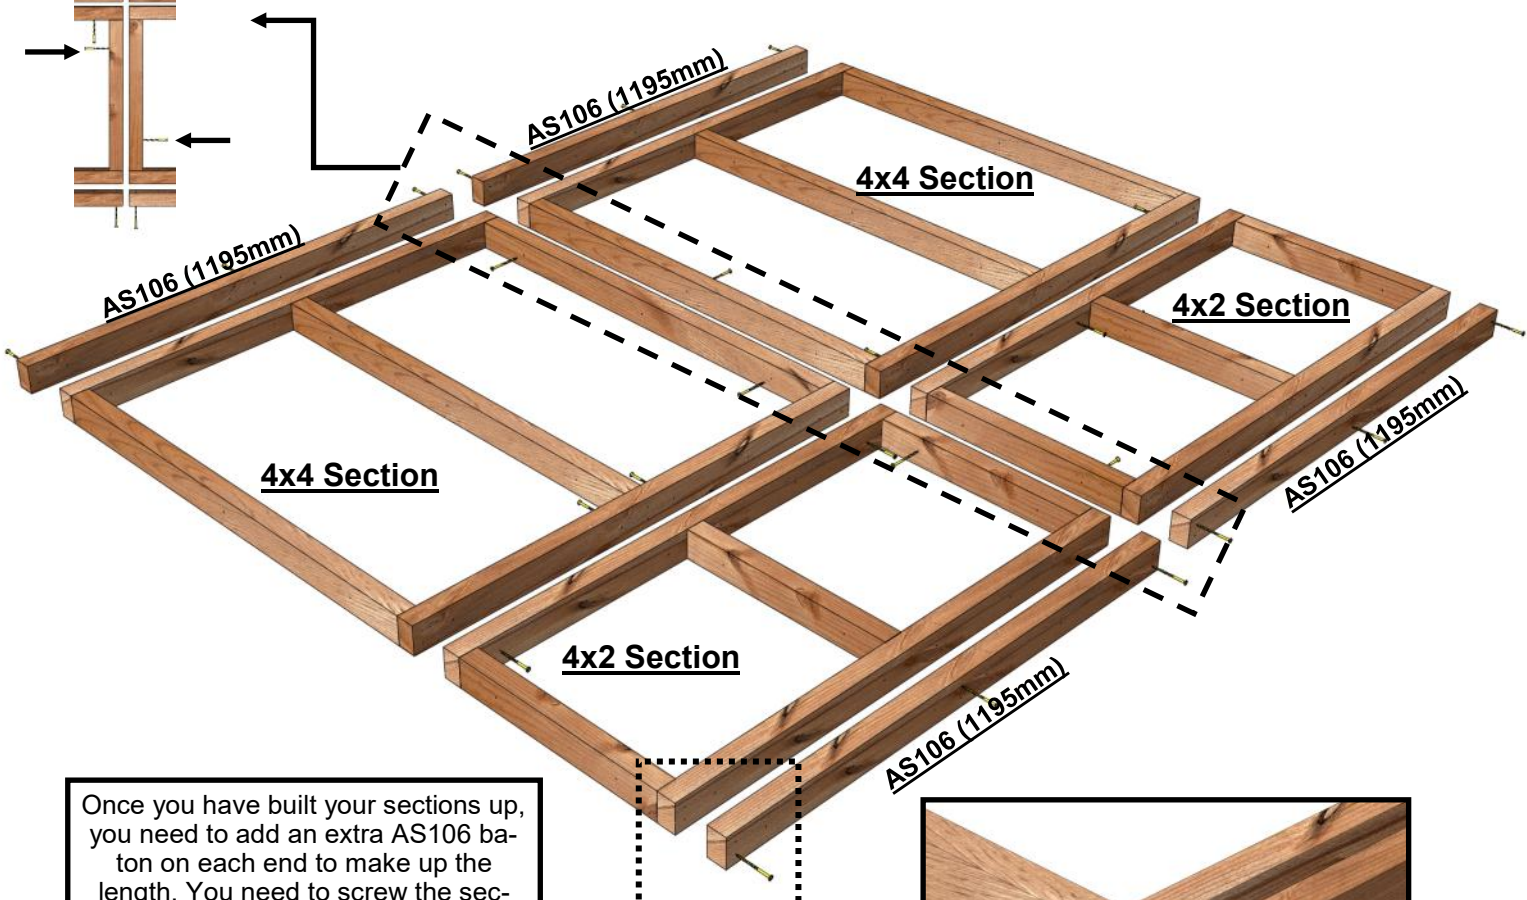 AS106 (1195mm)
4x4 Section
AS106 (1195mm)
4x2 Section
AS106 (1195mm)
4x4 Section
4x2 Section
AS106 (1195mm)
Once you have built your sections up,
you need to add an extra AS106 ba-
ton on each end to make up the
length. You need to screw the sec-